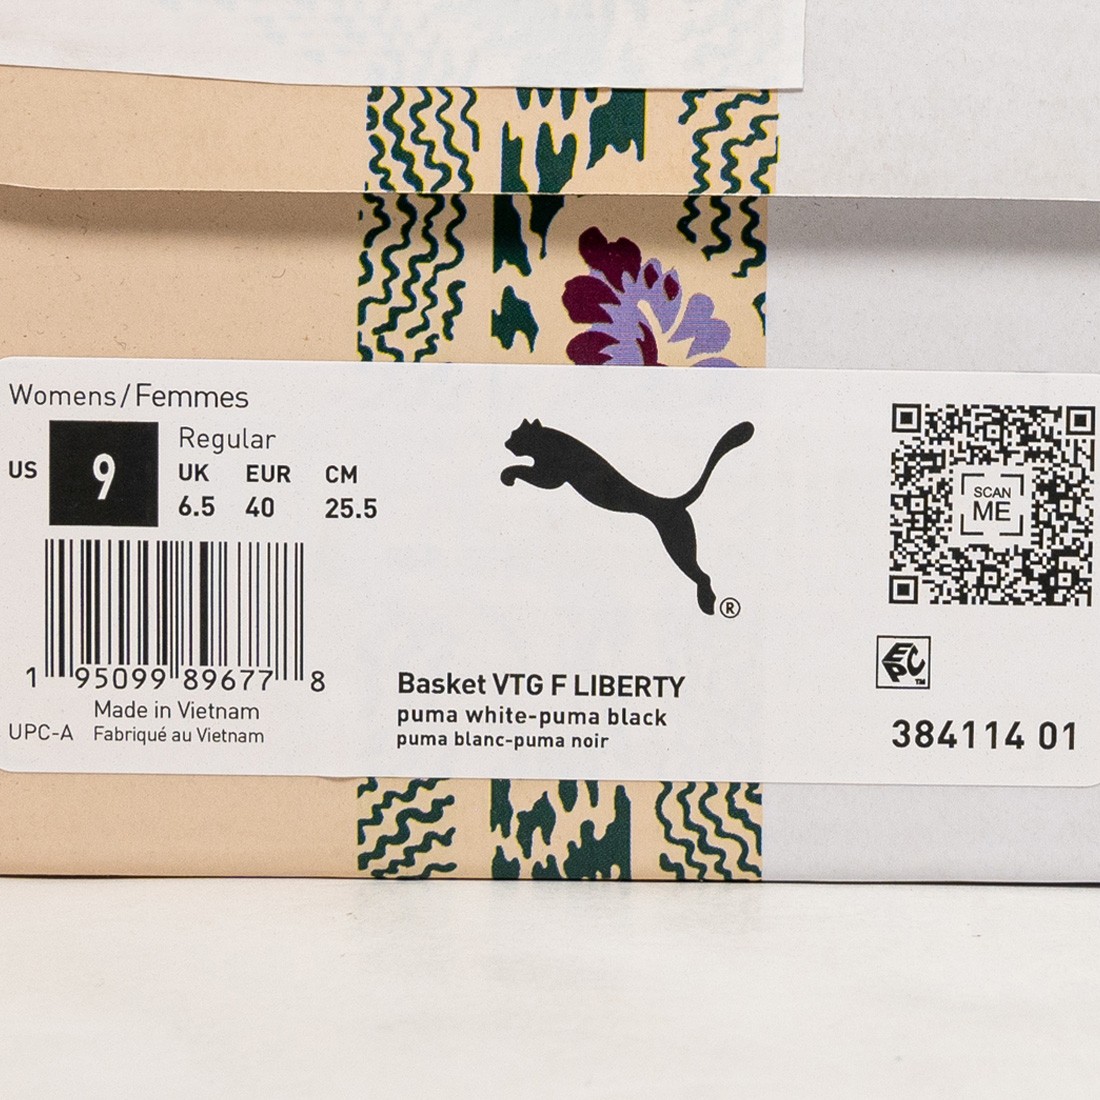 Womens/Femmes
US 9
Regular
UK EUR CM
6.5 40 25.5
1 95099 89677 8
Made in Vietnam
UPC-A Fabriqué au Vietnam
®
Basket VTG F LIBERTY
puma white-puma black
puma blanc-puma noir
SCAN
ME
EPC™
384114 01